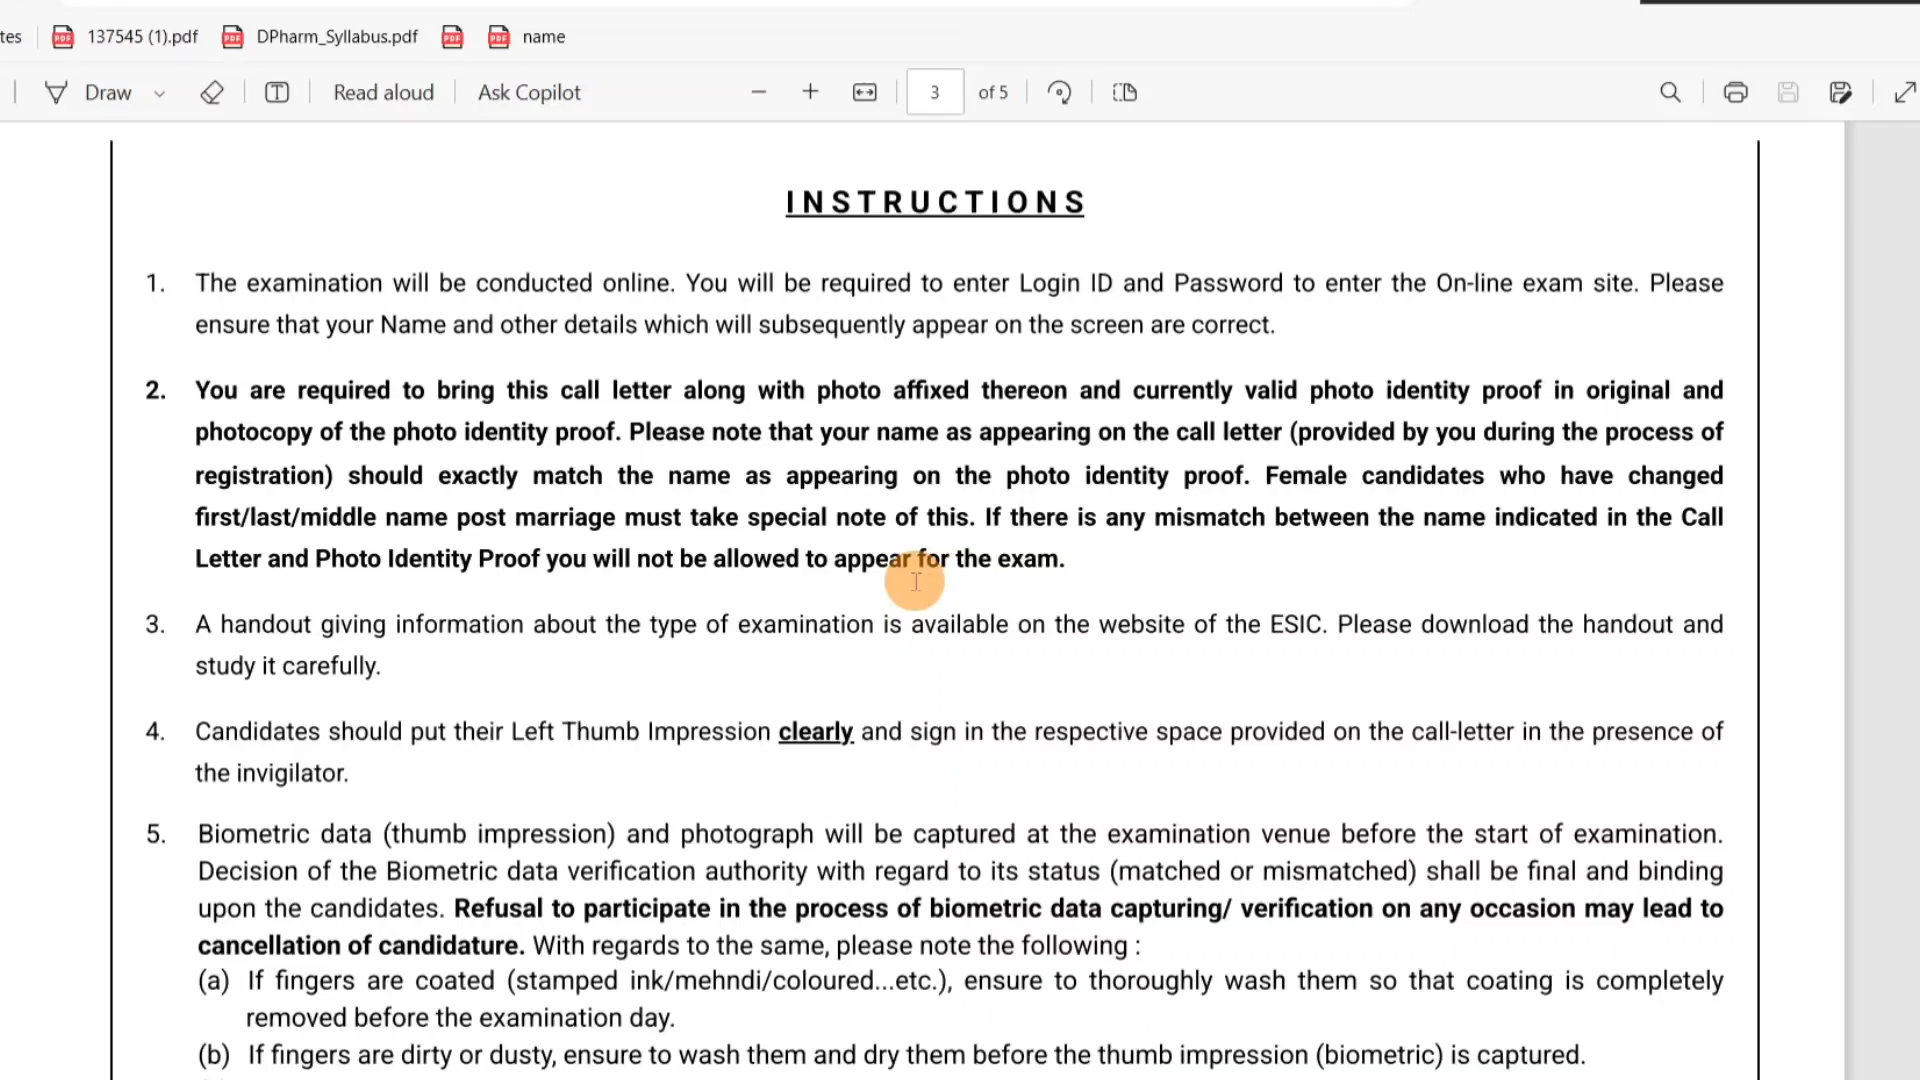 tes 137545 (1).pdf DPharm_Syllabus.pdf name
Draw Read aloud Ask Copilot 3 of 5
INSTRUCTIONS
1. The examination will be conducted online. You will be required to enter Login ID and Password to enter the On-line exam site. Please
ensure that your Name and other details which will subsequently appear on the screen are correct.
2. You are required to bring this call letter along with photo affixed thereon and currently valid photo identity proof in original and
photocopy of the photo identity proof. Please note that your name as appearing on the call letter (provided by you during the process of
registration) should exactly match the name as appearing on the photo identity proof. Female candidates who have changed
first/last/middle name post marriage must take special note of this. If there is any mismatch between the name indicated in the Call
Letter and Photo Identity Proof you will not be allowed to appear for the exam.
3. A handout giving information about the type of examination is available on the website of the ESIC. Please download the handout and
study it carefully.
4. Candidates should put their Left Thumb Impression clearly and sign in the respective space provided on the call-letter in the presence of
the invigilator.
5. Biometric data (thumb impression) and photograph will be captured at the examination venue before the start of examination.
Decision of the Biometric data verification authority with regard to its status (matched or mismatched) shall be final and binding
upon the candidates. Refusal to participate in the process of biometric data capturing/ verification on any occasion may lead to
cancellation of candidature. With regards to the same, please note the following :
(a) If fingers are coated (stamped ink/mehndi/coloured...etc.), ensure to thoroughly wash them so that coating is completely
removed before the examination day.
(b) If fingers are dirty or dusty, ensure to wash them and dry them before the thumb impression (biometric) is captured.